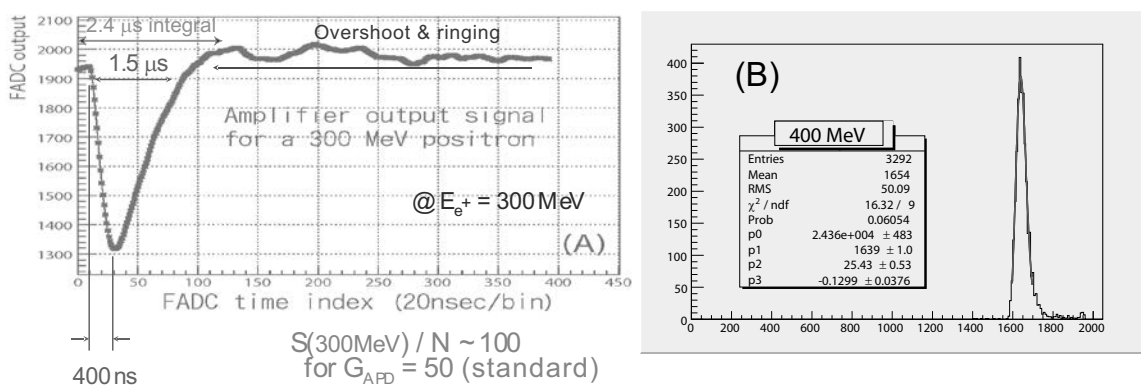 2100
2000
1900
1800
1700
1600
1500
1400
1300
FADC output
2.4 μs integral
1.5 μs
Overshoot & ringing
Amplifier output signal
for a 300 MeV positron
@ E e+ = 300 MeV
(A)
0 50 100 150 200 250 300 350 400 450
FADC time index (20nsec/bin)
400 ns
S(300MeV) / N ~ 100
for G APD = 50 (standard)
(B)
400
350
300
250
200
150
100
50
0
400 MeV
Entries 3292
Mean 1654
RMS 50.09
χ² / ndf 16.32 / 9
Prob 0.06054
p0 2.436e+004 ± 483
p1 1639 ± 1.0
p2 25.43 ± 0.53
p3 -0.1299 ± 0.0376
0 200 400 600 800 1000 1200 1400 1600 1800 2000